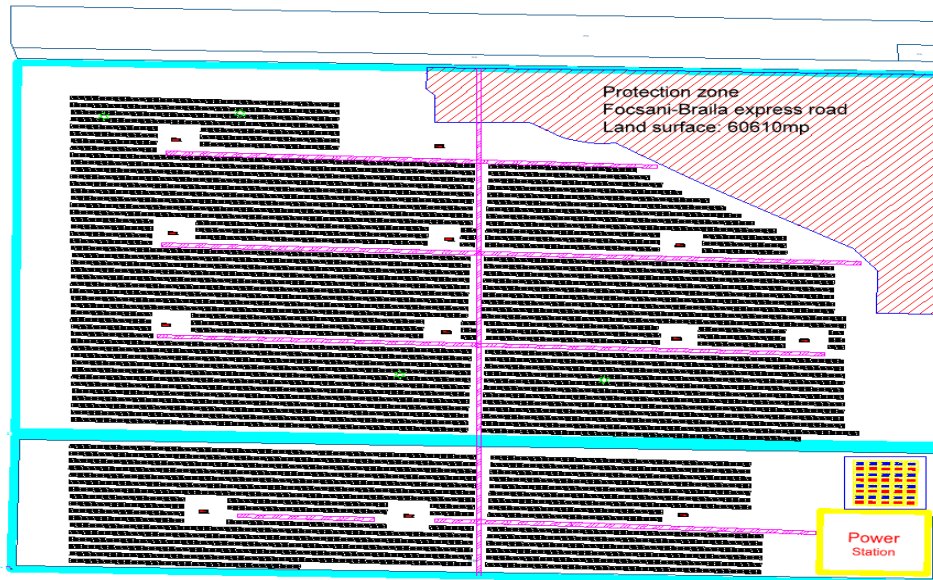 Protection zone
Focsani-Braila express road
Land surface: 60610mp
Power
Station